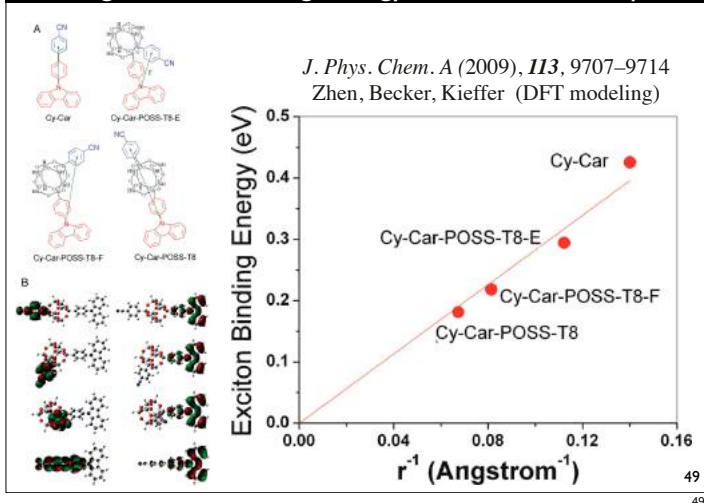 A
CN
CN
r
Cy-Car
Cy-Car-POSS-T8-E
CN
NC
Cy-Car-POSS-T8-F
Cy-Car-POSS-T8
B
J. Phys. Chem. A (2009), 113, 9707–9714
Zhen, Becker, Kieffer (DFT modeling)
Exciton Binding Energy (eV)
0.5
0.4
0.3
0.2
0.1
0.0
Cy-Car
Cy-Car-POSS-T8-E
Cy-Car-POSS-T8-F
Cy-Car-POSS-T8
0.00
0.04
0.08
0.12
0.16
r⁻¹ (Angstrom⁻¹)
49
49